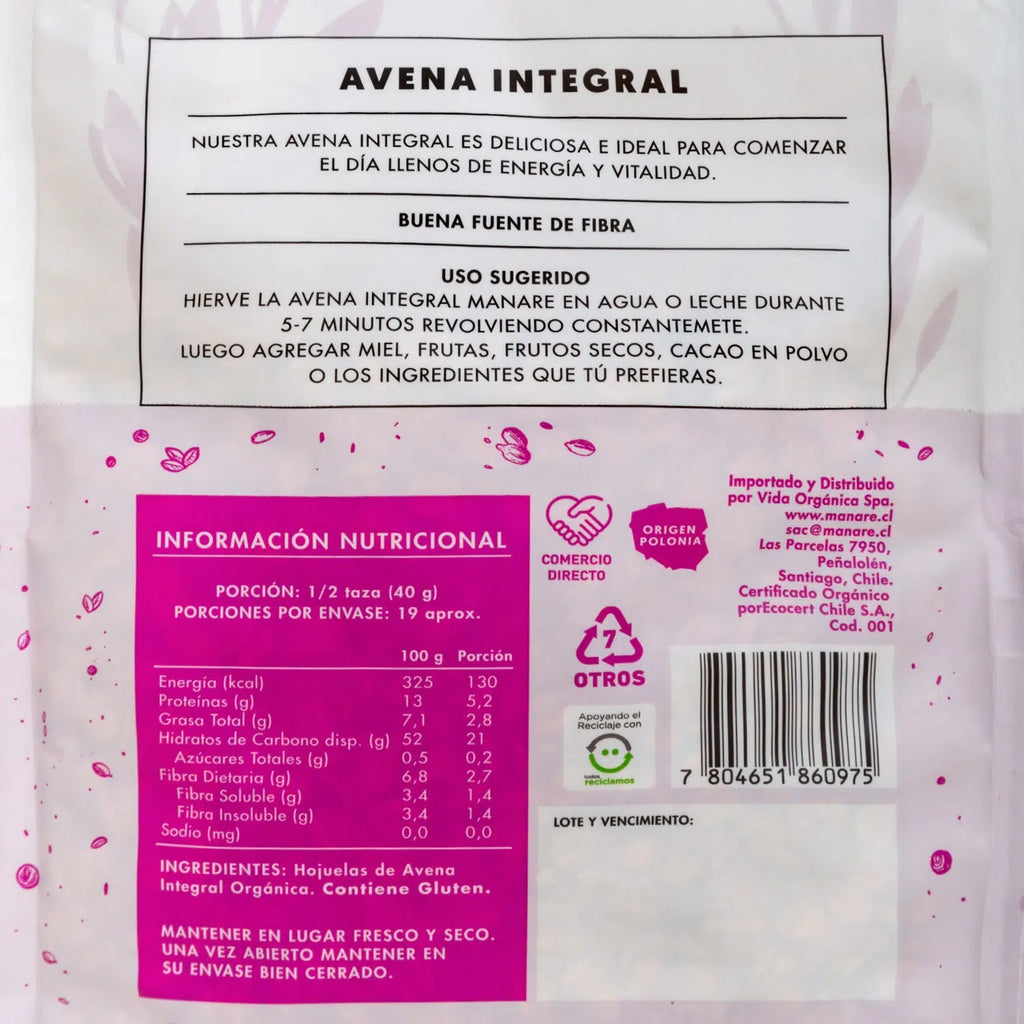 AVENA INTEGRAL
NUESTRA AVENA INTEGRAL ES DELICIOSA E IDEAL PARA COMENZAR
EL DÍA LLENOS DE ENERGÍA Y VITALIDAD.
BUENA FUENTE DE FIBRA
USO SUGERIDO
HIERVE LA AVENA INTEGRAL MANARE EN AGUA O LECHE DURANTE
5-7 MINUTOS REVOLVIENDO CONSTANTEMETE.
LUEGO AGREGAR MIEL, FRUTAS, FRUTOS SECOS, CACAO EN POLVO
O LOS INGREDIENTES QUE TÚ PREFIERAS.
INFORMACIÓN NUTRICIONAL
PORCIÓN: 1/2 taza (40 g)
PORCIONES POR ENVASE: 19 aprox.
100 g Porción
Energía (kcal) 325 130
Proteínas (g) 13 5,2
Grasa Total (g) 7,1 2,8
Hidratos de Carbono disp. (g) 52 21
Azúcares Totales (g) 0,5 0,2
Fibra Dietaria (g) 6,8 2,7
Fibra Soluble (g) 3,4 1,4
Fibra Insoluble (g) 3,4 1,4
Sodio (mg) 0,0 0,0
INGREDIENTES: Hojuelas de Avena
Integral Orgánica. Contiene Gluten.
MANTENER EN LUGAR FRESCO Y SECO.
UNA VEZ ABIERTO MANTENER EN
SU ENVASE BIEN CERRADO.
COMERCIO
DIRECTO
ORIGEN
POLONIA
Importado y Distribuido
por Vida Orgánica Spa.
www.manare.cl
sac@manare.cl
Las Parcelas 7950,
Peñalolén,
Santiago, Chile.
Certificado Orgánico
porEcocert Chile S.A.,
Cod. 001
7
OTROS
Apoyando el
Reciclaje con
todos
reciclamos
7 804651 860975
LOTE Y VENCIMIENTO: